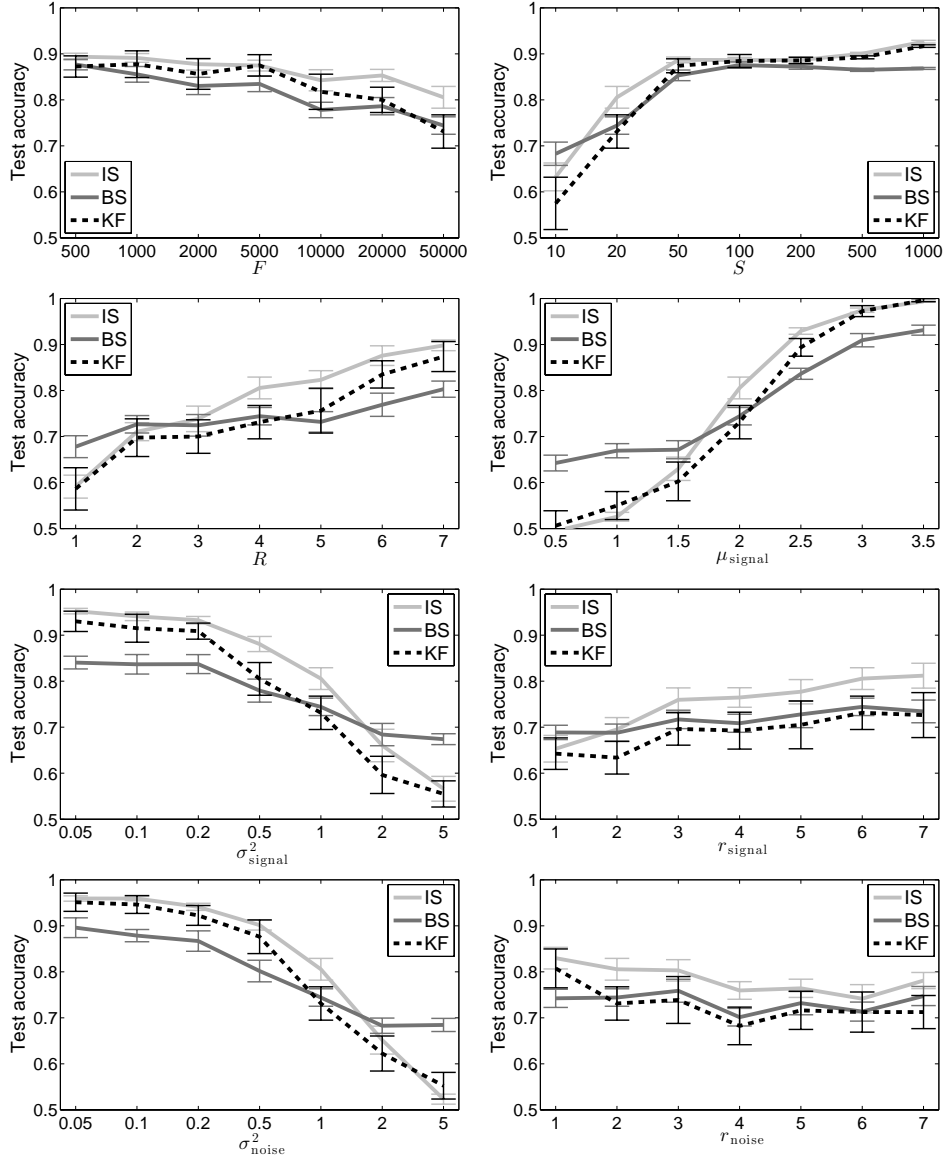 Test accuracy
0.5 0.6 0.7 0.8 0.9 1
IS
BS
KF
500 1000 2000 5000 10000 20000 50000
F
Test accuracy
0.5 0.6 0.7 0.8 0.9 1
IS
BS
KF
10 20 50 100 200 500 1000
S
Test accuracy
0.5 0.6 0.7 0.8 0.9 1
IS
BS
KF
1 2 3 4 5 6 7
R
Test accuracy
0.5 0.6 0.7 0.8 0.9 1
IS
BS
KF
0.5 1 1.5 2 2.5 3 3.5
μsignal
Test accuracy
0.5 0.6 0.7 0.8 0.9 1
IS
BS
KF
0.05 0.1 0.2 0.5 1 2 5
σ²signal
Test accuracy
0.5 0.6 0.7 0.8 0.9 1
IS
BS
KF
1 2 3 4 5 6 7
rsignal
Test accuracy
0.5 0.6 0.7 0.8 0.9 1
IS
BS
KF
0.05 0.1 0.2 0.5 1 2 5
σ²noise
Test accuracy
0.5 0.6 0.7 0.8 0.9 1
IS
BS
KF
1 2 3 4 5 6 7
rnoise